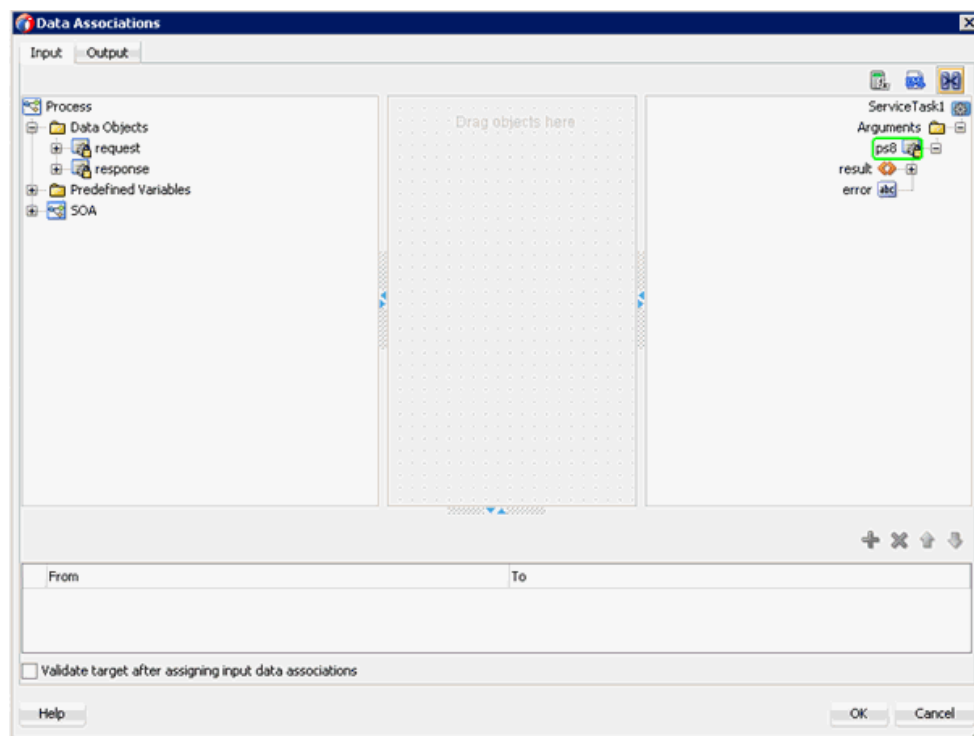 Data Associations
Input Output
Process
Data Objects
request
response
Predefined Variables
SOA
Drag objects here
ServiceTask1
Arguments
ps8
result
error abc
From To
Validate target after assigning input data associations
Help OK Cancel